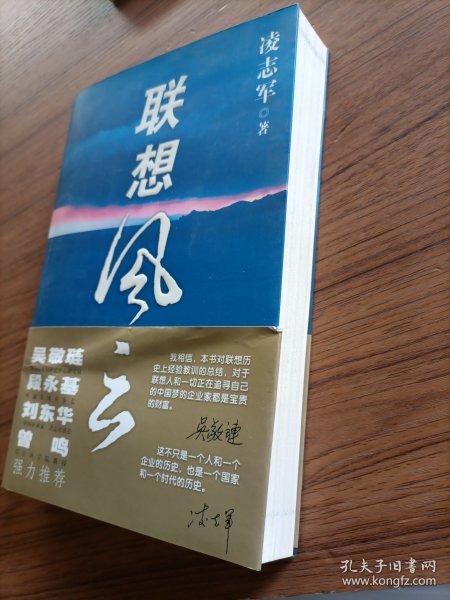 凌志军◎著
联想
风云
吴敬琏
段永基
刘东华
曾鸣
强力推荐
我相信,本书对联想历
史上经验教训的总结,对于
联想人和一切正在追寻自己
的中国梦的企业家都是宝贵
的财富。
吴敬琏
这不只是一个人和一个
企业的历史,也是一个国家
和一个时代的历史。
凌志军
孔夫子旧书网
www.kongfz.com